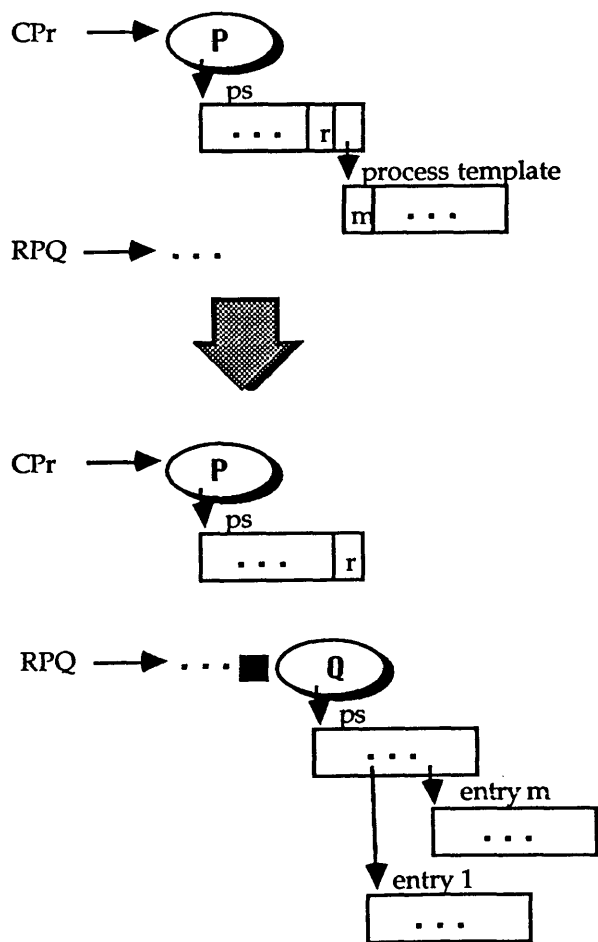 CPr P
ps
. . . r
process template
m . . .
RPQ . . .
CPr P
ps
. . . r
RPQ . . . Q
ps
. . .
entry m
. . .
entry 1
. . .